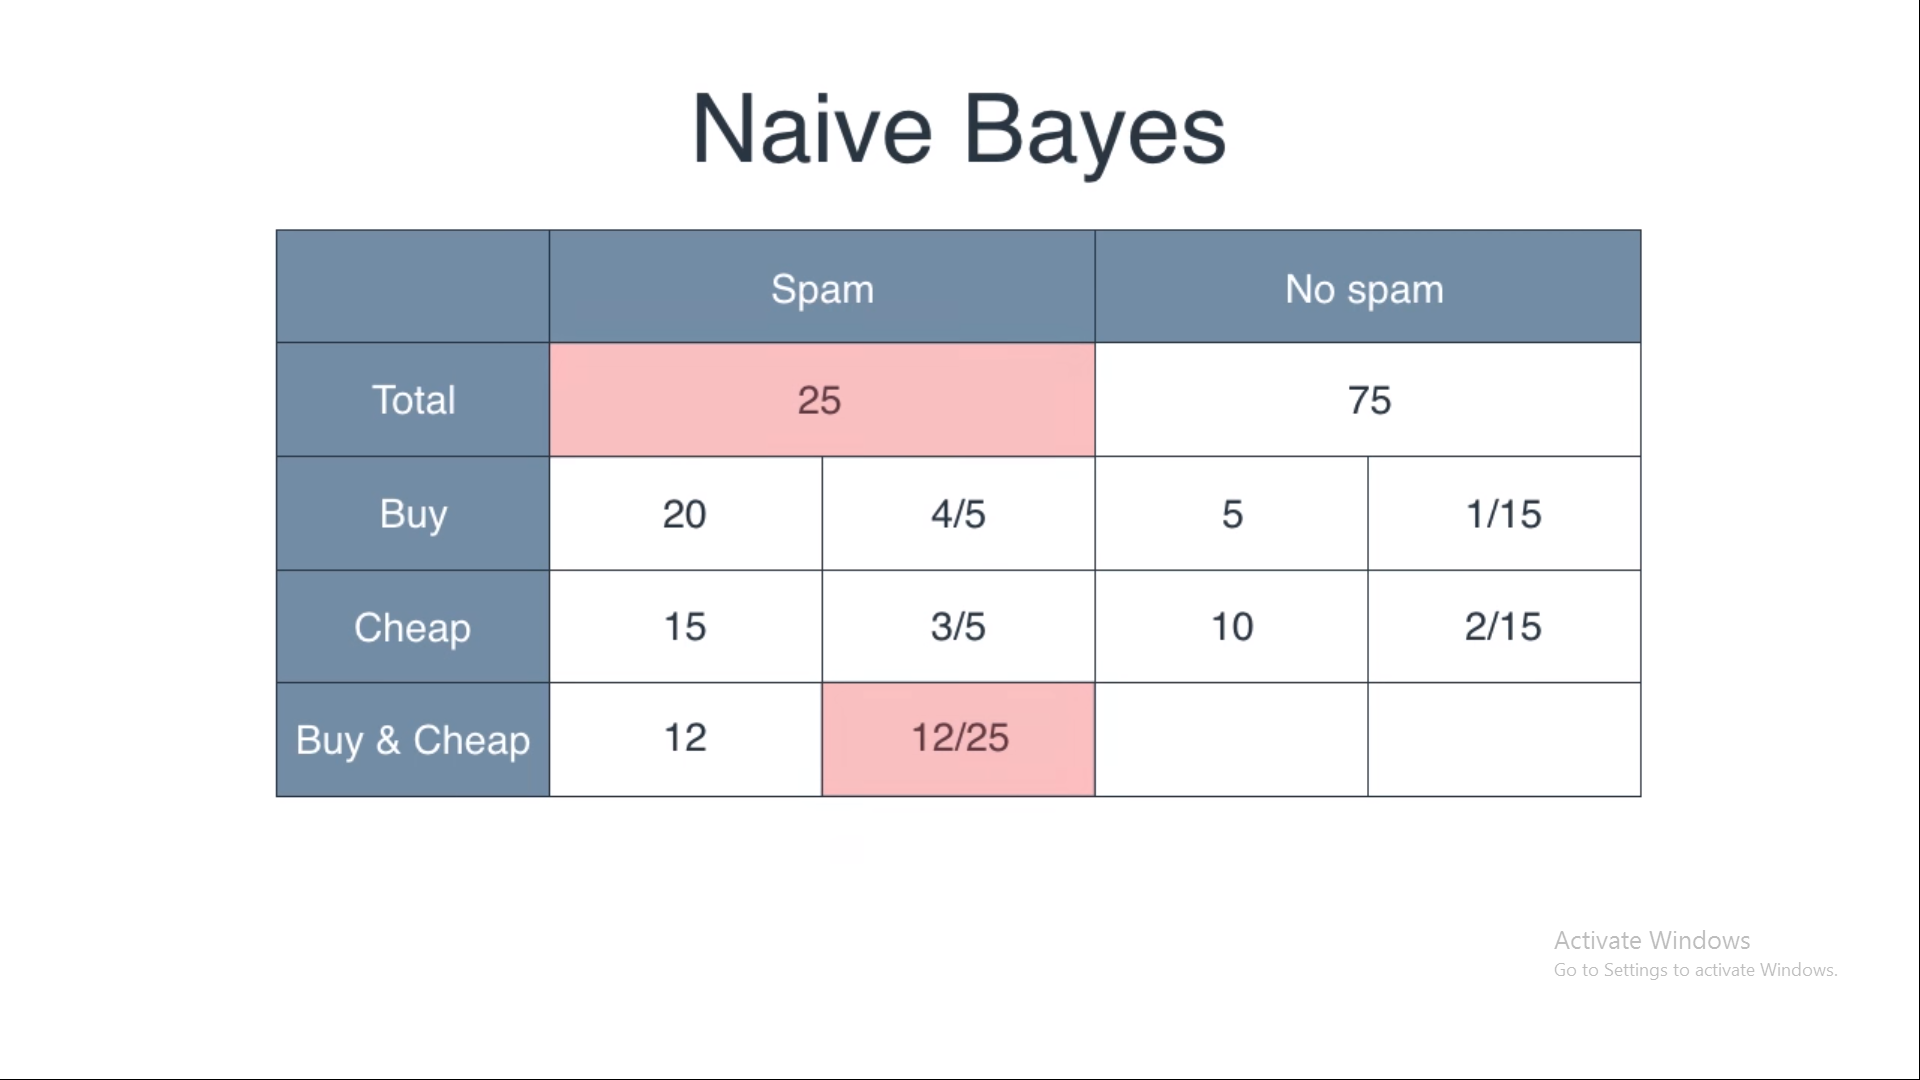 Naive Bayes
Spam No spam
Total 25 75
Buy 20 4/5 5 1/15
Cheap 15 3/5 10 2/15
Buy & Cheap 12 12/25
Activate Windows
Go to Settings to activate Windows.